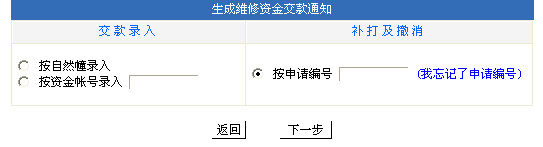 生成维修资金交款通知
交款录入
补打及撤消
按自然幢录入
按资金帐号录入
按申请编号 (我忘记了申请编号)
返回 下一步